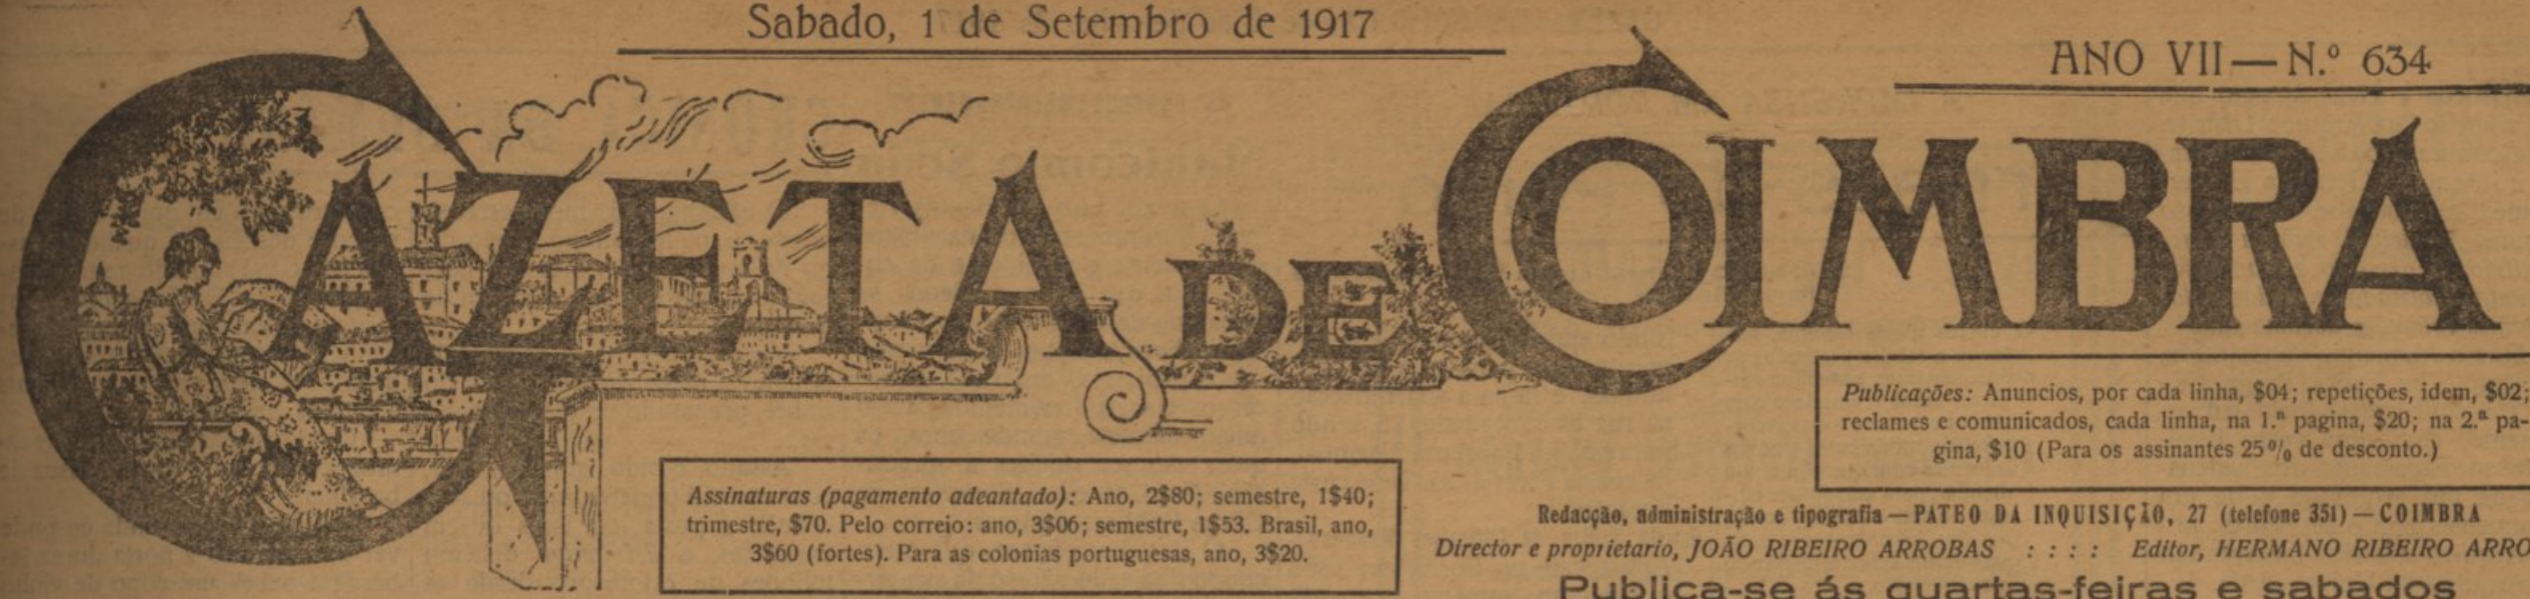 Sabado, 1 de Setembro de 1917
ANO VII — N.º 634
GAZETA DE COIMBRA
Publicações: Anuncios, por cada linha, $04; repetições, idem, $02;
reclames e comunicados, cada linha, na 1.ª pagina, $20; na 2.ª pa-
gina, $10 (Para os assinantes 25 % de desconto.)
Assinaturas (pagamento adeantado): Ano, 2$80; semestre, 1$40;
trimestre, $70. Pelo correio: ano, 3$06; semestre, 1$53. Brasil, ano,
3$60 (fortes). Para as colonias portuguesas, ano, 3$20.
Redacção, administração e tipografia — PATEO DA INQUISIÇÃO, 27 (telefone 351) — COIMBRA
Director e proprietario, JOÃO RIBEIRO ARROBAS : : : : Editor, HERMANO RIBEIRO ARRO
Publica-se ás quartas-feiras e sabados